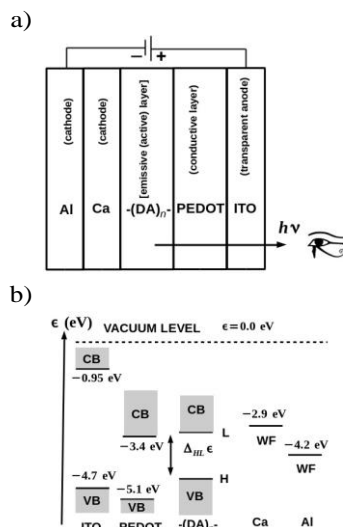 a)
− +
(cathode)
(cathode)
[emissive (active) layer]
(conductive layer)
(transparent anode)
Al Ca -(DA)n- PEDOT ITO
hν
b)
ϵ (eV) VACUUM LEVEL ϵ=0.0 eV
CB
−0.95 eV
CB CB
−3.4 eV L −2.9 eV
WF
Δ_HL ϵ −4.2 eV
WF
−4.7 −5.1 eV H
VB VB VB
ITO PEDOT -(DA)n- Ca Al